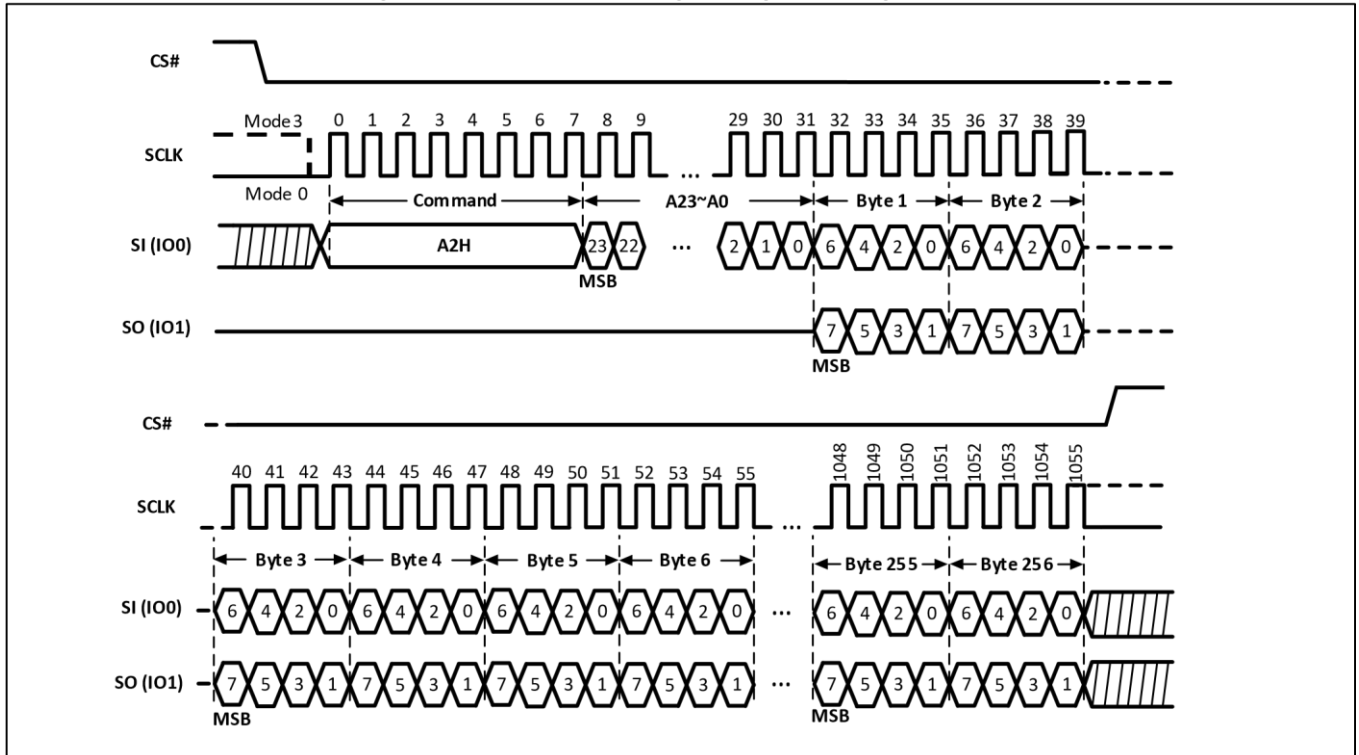 CS#
Mode 3 0 1 2 3 4 5 6 7 8 9 29 30 31 32 33 34 35 36 37 38 39
SCLK ...
Mode 0 Command A23~A0 Byte 1 Byte 2
SI (IO0) A2H 23 22 ... 2 1 0 6 4 2 0 6 4 2 0
MSB
SO (IO1) 7 5 3 1 7 5 3 1
MSB
CS#
40 41 42 43 44 45 46 47 48 49 50 51 52 53 54 55 1048 1049 1050 1051 1052 1053 1054 1055
SCLK ...
Byte 3 Byte 4 Byte 5 Byte 6 Byte 255 Byte 256
SI (IO0) 6 4 2 0 6 4 2 0 6 4 2 0 6 4 2 0 ... 6 4 2 0 6 4 2 0
SO (IO1) 7 5 3 1 7 5 3 1 7 5 3 1 7 5 3 1 ... 7 5 3 1 7 5 3 1
MSB MSB